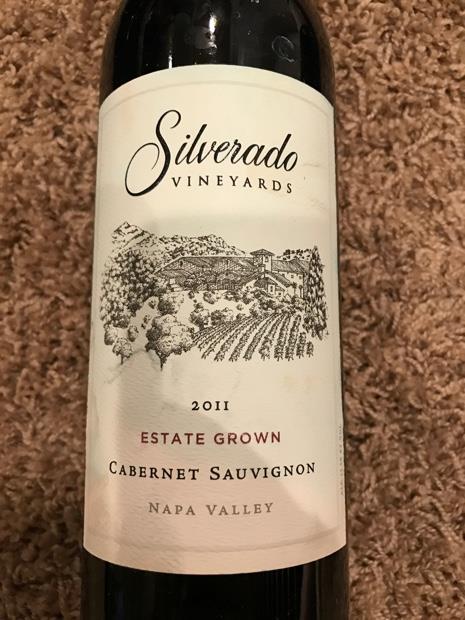 Silverado
VINEYARDS
2011
ESTATE GROWN
CABERNET SAUVIGNON
NAPA VALLEY